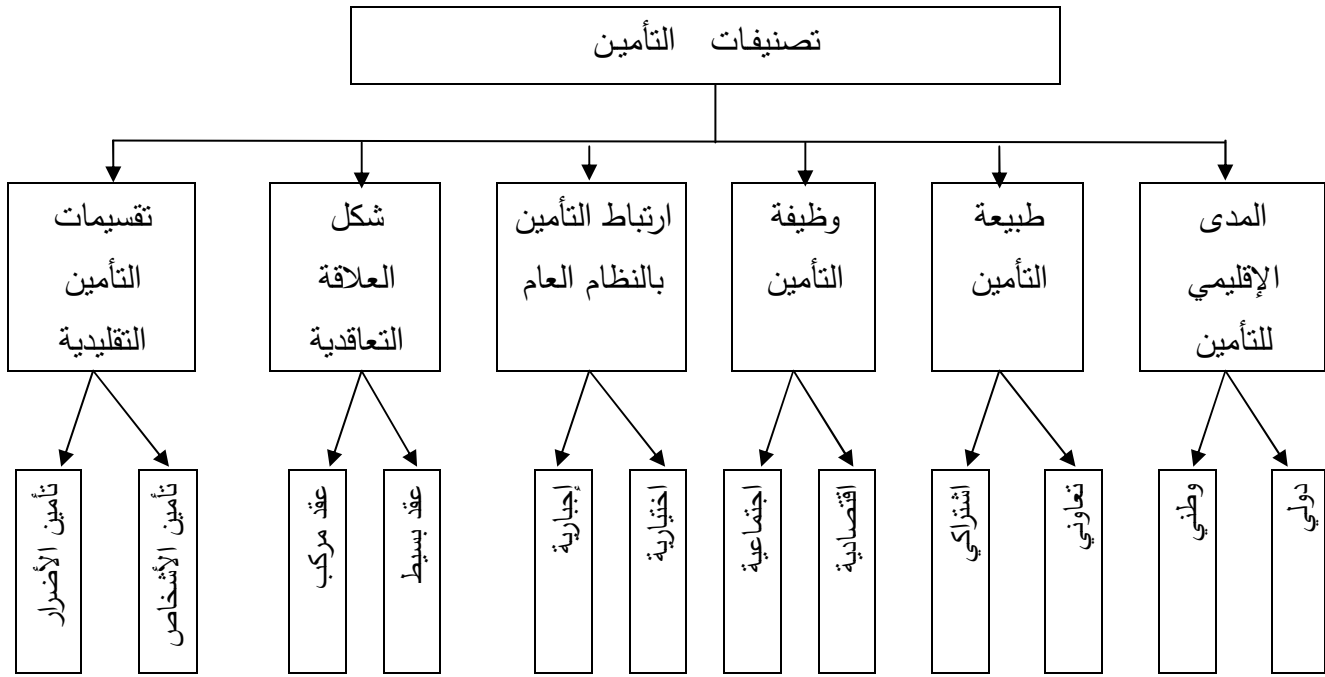 تصنيفات التأمين
المدى
الإقليمي
للتأمين
طبيعة
التأمين
وظيفة
التأمين
ارتباط التأمين
بالنظام العام
شكل
العلاقة
التعاقدية
تقسيمات
التأمين
التقليدية
دولي
وطني
تعاوني
اشتراكي
اقتصادية
اجتماعية
اختيارية
إجبارية
عقد بسيط
عقد مركب
تأمين الأشخاص
تأمين الأضرار